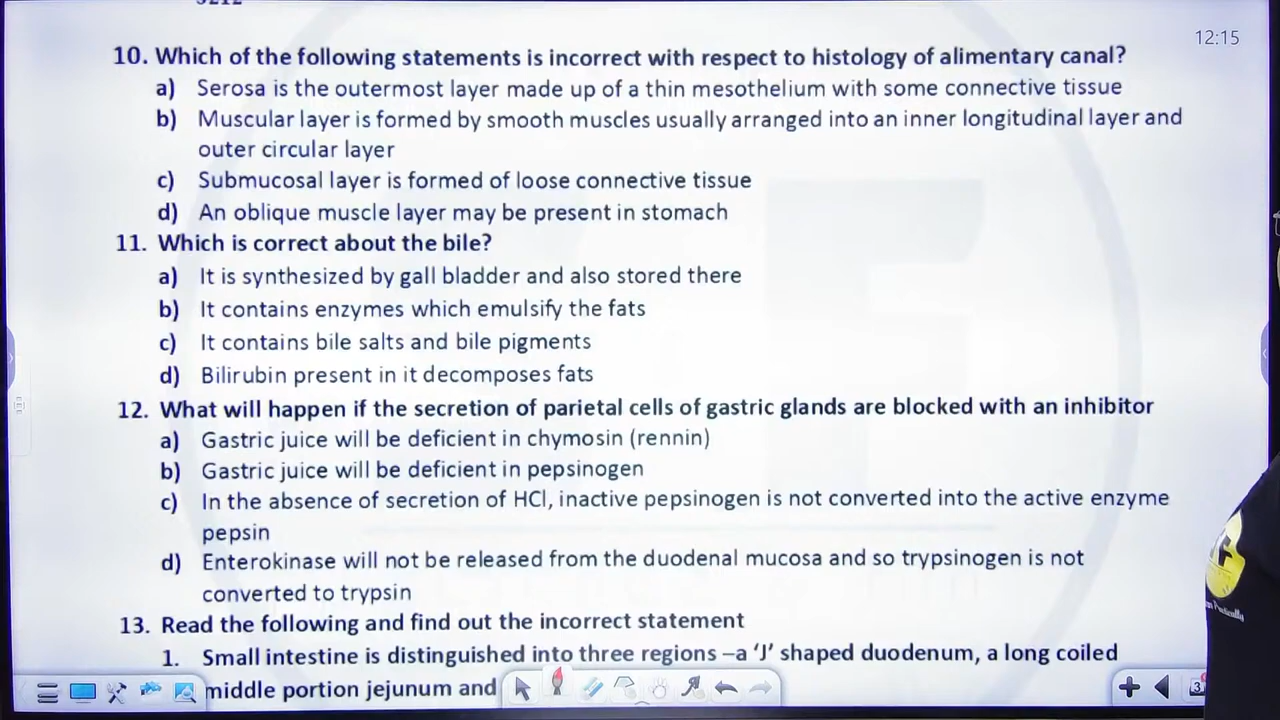 12:15
10. Which of the following statements is incorrect with respect to histology of alimentary canal?
a) Serosa is the outermost layer made up of a thin mesothelium with some connective tissue
b) Muscular layer is formed by smooth muscles usually arranged into an inner longitudinal layer and
outer circular layer
c) Submucosal layer is formed of loose connective tissue
d) An oblique muscle layer may be present in stomach
11. Which is correct about the bile?
a) It is synthesized by gall bladder and also stored there
b) It contains enzymes which emulsify the fats
c) It contains bile salts and bile pigments
d) Bilirubin present in it decomposes fats
12. What will happen if the secretion of parietal cells of gastric glands are blocked with an inhibitor
a) Gastric juice will be deficient in chymosin (rennin)
b) Gastric juice will be deficient in pepsinogen
c) In the absence of secretion of HCl, inactive pepsinogen is not converted into the active enzyme
pepsin
d) Enterokinase will not be released from the duodenal mucosa and so trypsinogen is not
converted to trypsin
13. Read the following and find out the incorrect statement
1. Small intestine is distinguished into three regions –a ‘J’ shaped duodenum, a long coiled
middle portion jejunum and
3